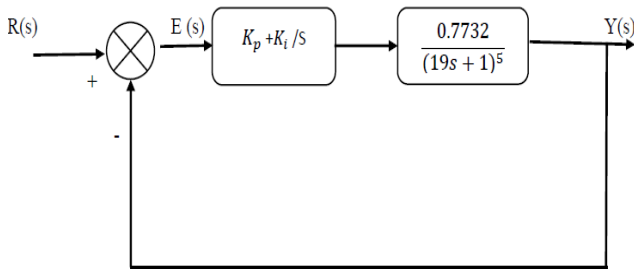 R(s)
E (s)
K_p +K_i /S
0.7732
(19s + 1)^5
Y(s)
+
-